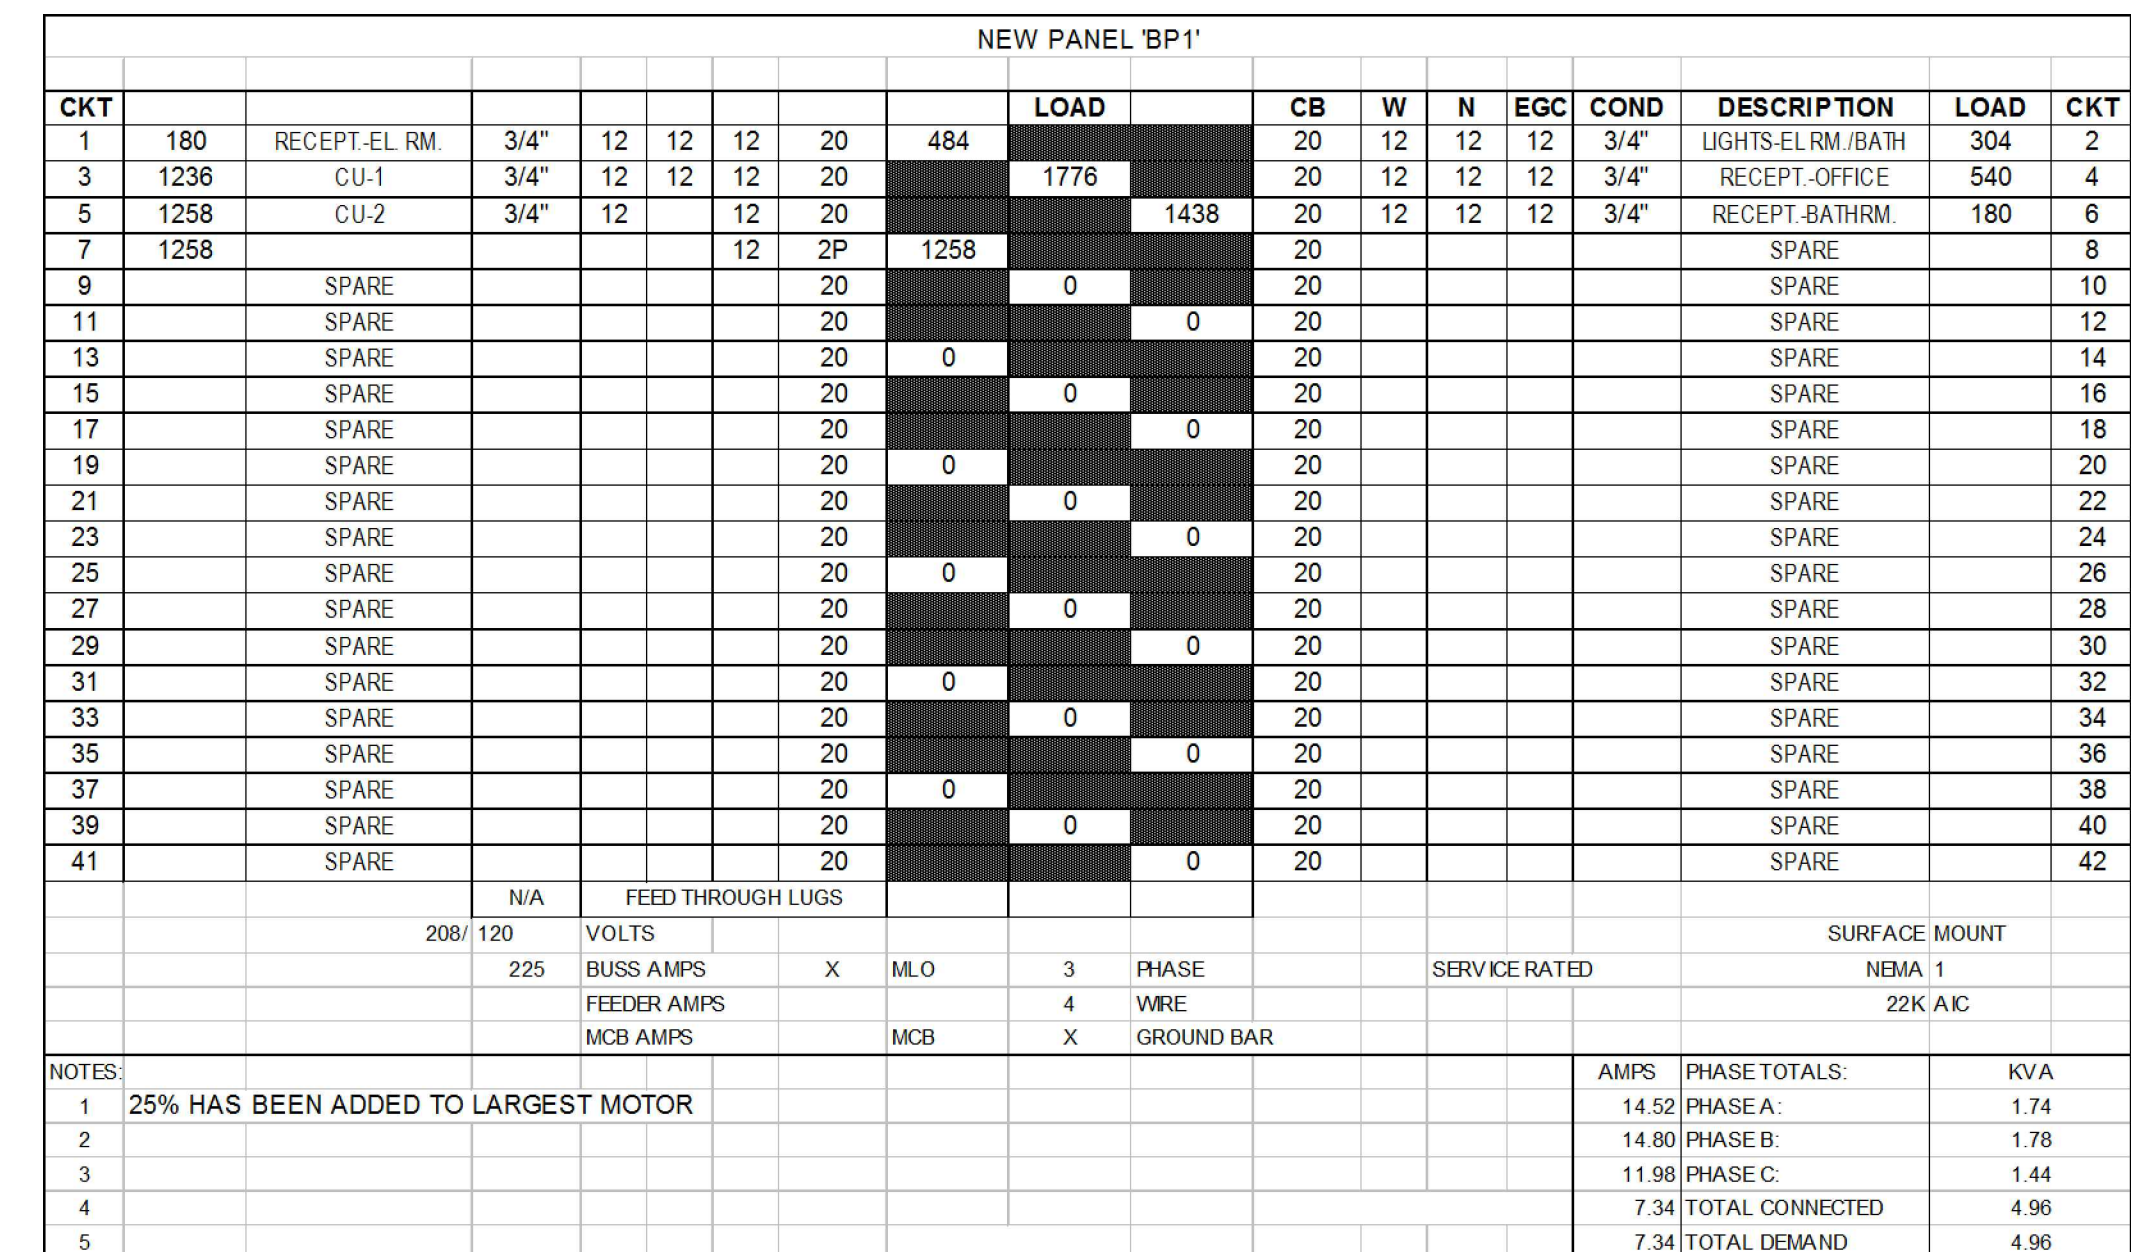 NEW PANEL 'BP1'
CKT LOAD CB W N EGC COND DESCRIPTION LOAD CKT
1 180 RECEPT.-EL. RM. 3/4" 12 12 12 20 484 20 12 12 12 3/4" LIGHTS-EL RM./BATH 304 2
3 1236 CU-1 3/4" 12 12 12 20 1776 20 12 12 12 3/4" RECEPT.-OFFICE 540 4
5 1258 CU-2 3/4" 12 12 20 1438 20 12 12 12 3/4" RECEPT.-BATHRM. 180 6
7 1258 12 2P 1258 20 SPARE 8
9 SPARE 20 0 20 SPARE 10
11 SPARE 20 0 20 SPARE 12
13 SPARE 20 0 20 SPARE 14
15 SPARE 20 0 20 SPARE 16
17 SPARE 20 0 20 SPARE 18
19 SPARE 20 0 20 SPARE 20
21 SPARE 20 0 20 SPARE 22
23 SPARE 20 0 20 SPARE 24
25 SPARE 20 0 20 SPARE 26
27 SPARE 20 0 20 SPARE 28
29 SPARE 20 0 20 SPARE 30
31 SPARE 20 0 20 SPARE 32
33 SPARE 20 0 20 SPARE 34
35 SPARE 20 0 20 SPARE 36
37 SPARE 20 0 20 SPARE 38
39 SPARE 20 0 20 SPARE 40
41 SPARE 20 0 20 SPARE 42
N/A FEED THROUGH LUGS
208/ 120 VOLTS SURFACE MOUNT
225 BUSS AMPS X MLO 3 PHASE SERVICE RATED NEMA 1
FEEDER AMPS 4 WIRE 22K AIC
MCB AMPS MCB X GROUND BAR
NOTES: AMPS PHASE TOTALS: KVA
1 25% HAS BEEN ADDED TO LARGEST MOTOR 14.52 PHASE A: 1.74
2 14.80 PHASE B: 1.78
3 11.98 PHASE C: 1.44
4 7.34 TOTAL CONNECTED 4.96
5 7.34 TOTAL DEMAND 4.96